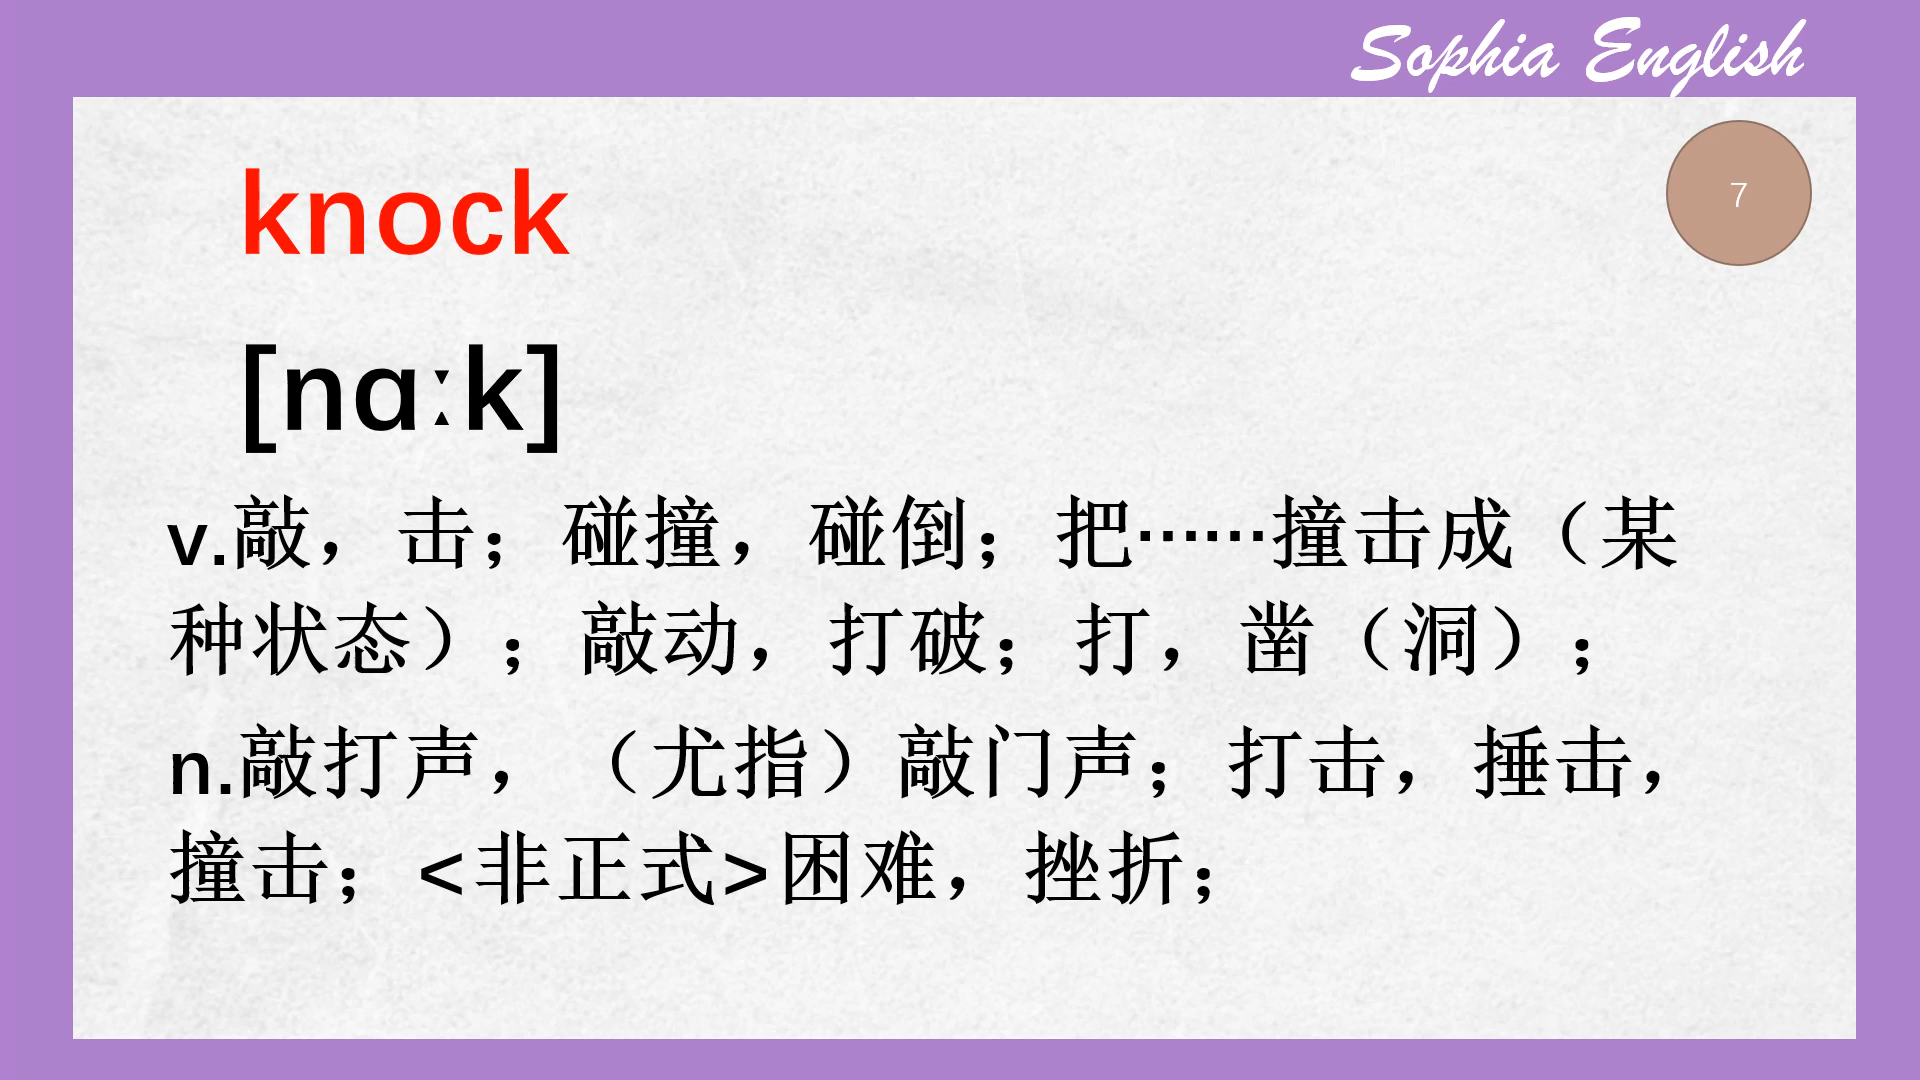 Sophia English
7
knock
[nɑːk]
v.敲，击；碰撞，碰倒；把……撞击成（某
种状态）；敲动，打破；打，凿（洞）；
n.敲打声，（尤指）敲门声；打击，捶击，
撞击；<非正式>困难，挫折；